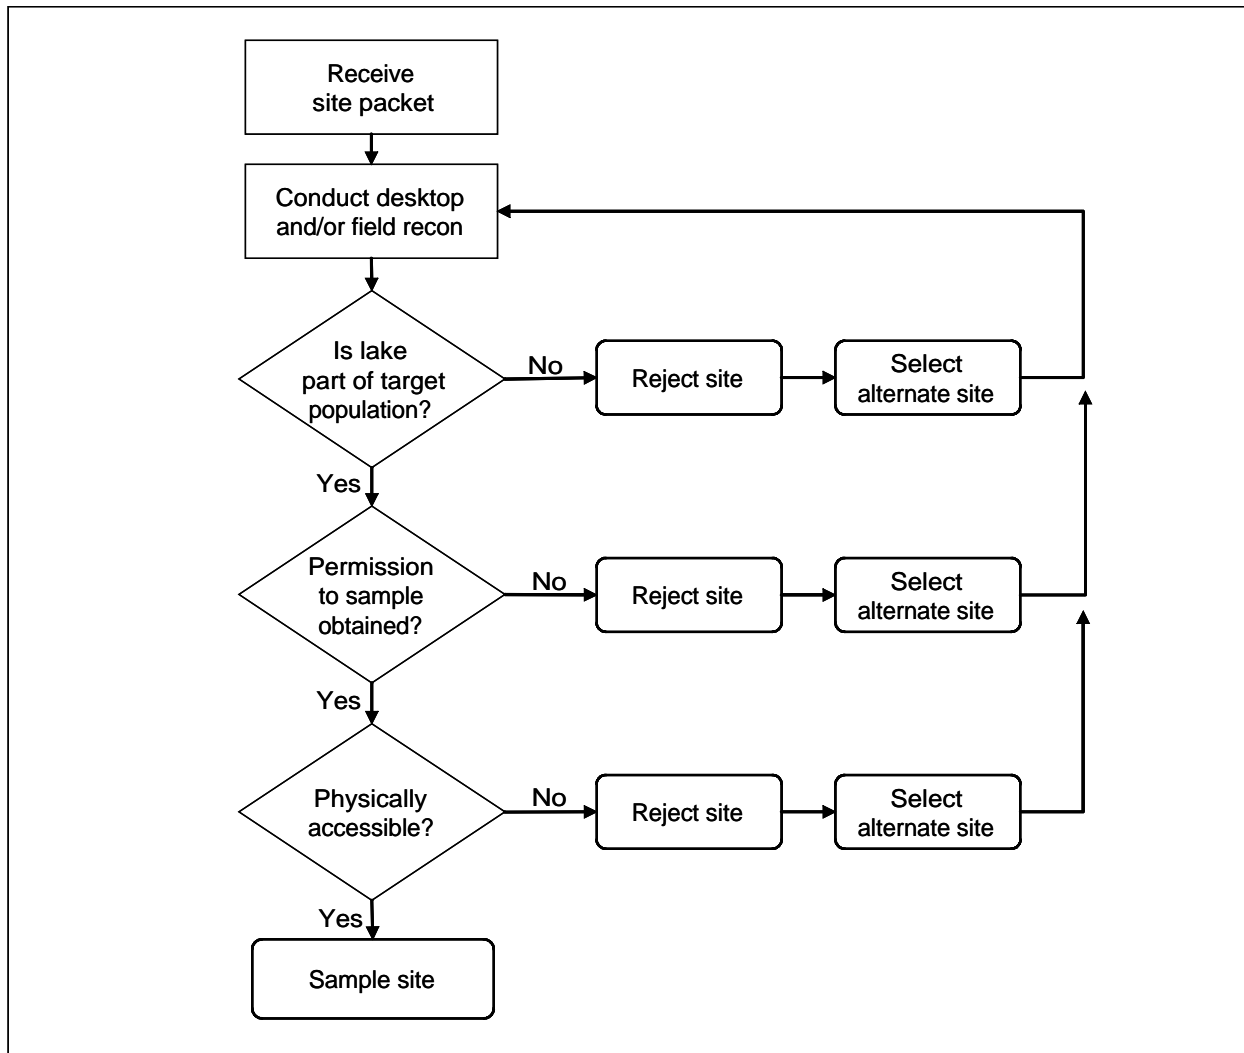 Receive
site packet
Conduct desktop
and/or field recon
Is lake
part of target
population?
No
Reject site
Select
alternate site
Yes
Permission
to sample
obtained?
No
Reject site
Select
alternate site
Yes
Physically
accessible?
No
Reject site
Select
alternate site
Yes
Sample site